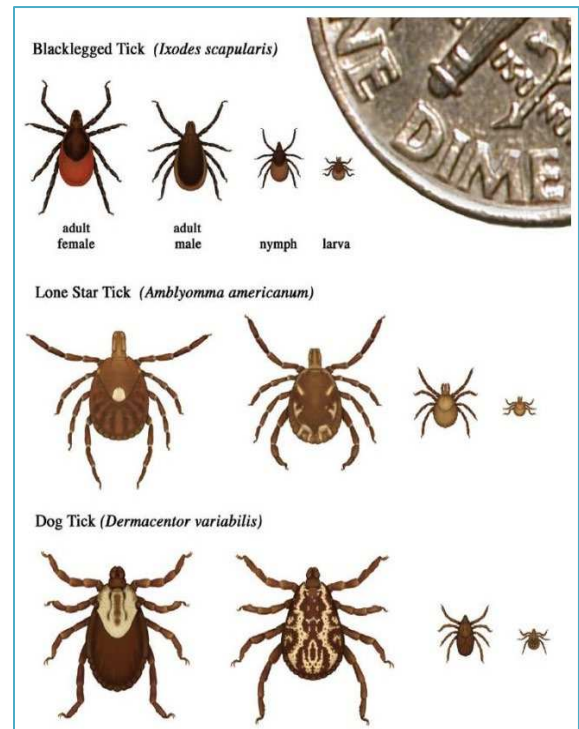 Blacklegged Tick (Ixodes scapularis)
NE DIME
adult female
adult male
nymph
larva
Lone Star Tick (Amblyomma americanum)
Dog Tick (Dermacentor variabilis)